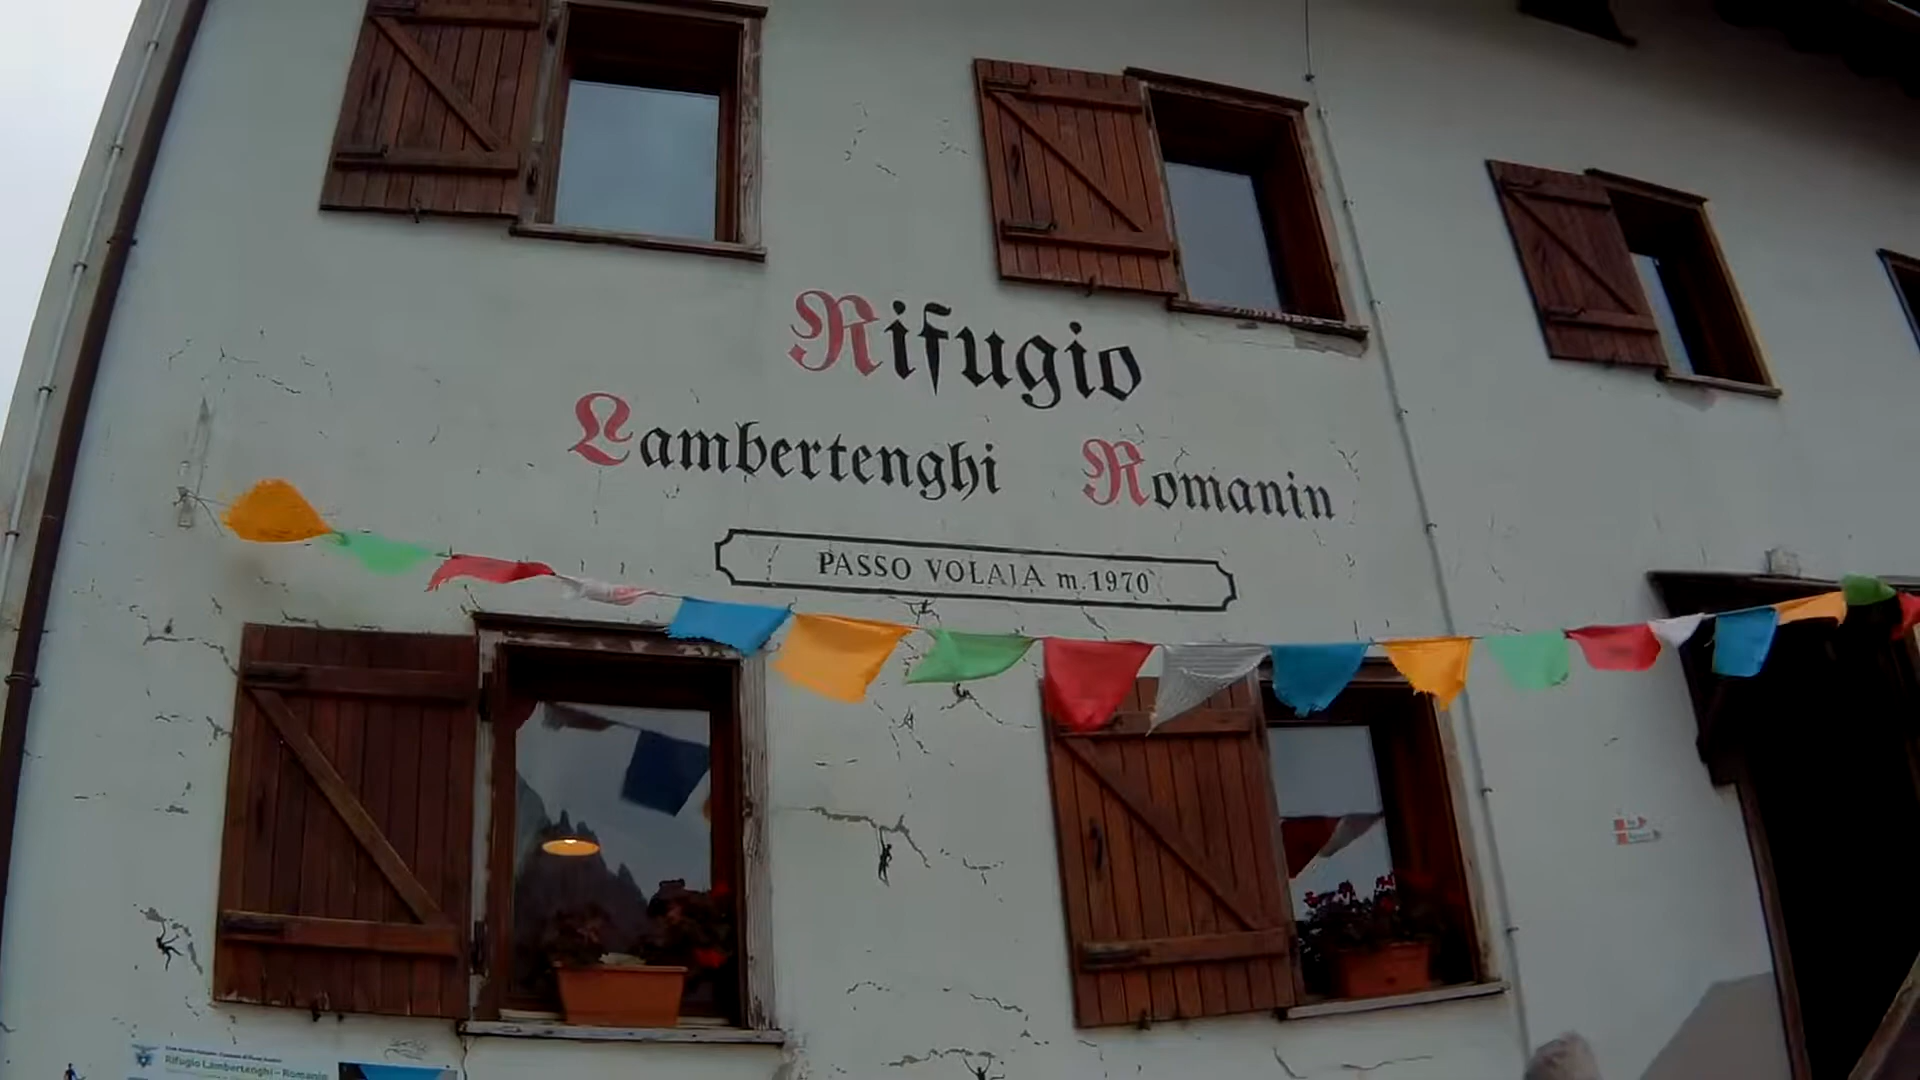 Rifugio
Lambertenghi Romanin
PASSO VOLAIA m.1970
Rifugio Lambertenghi - Romanin